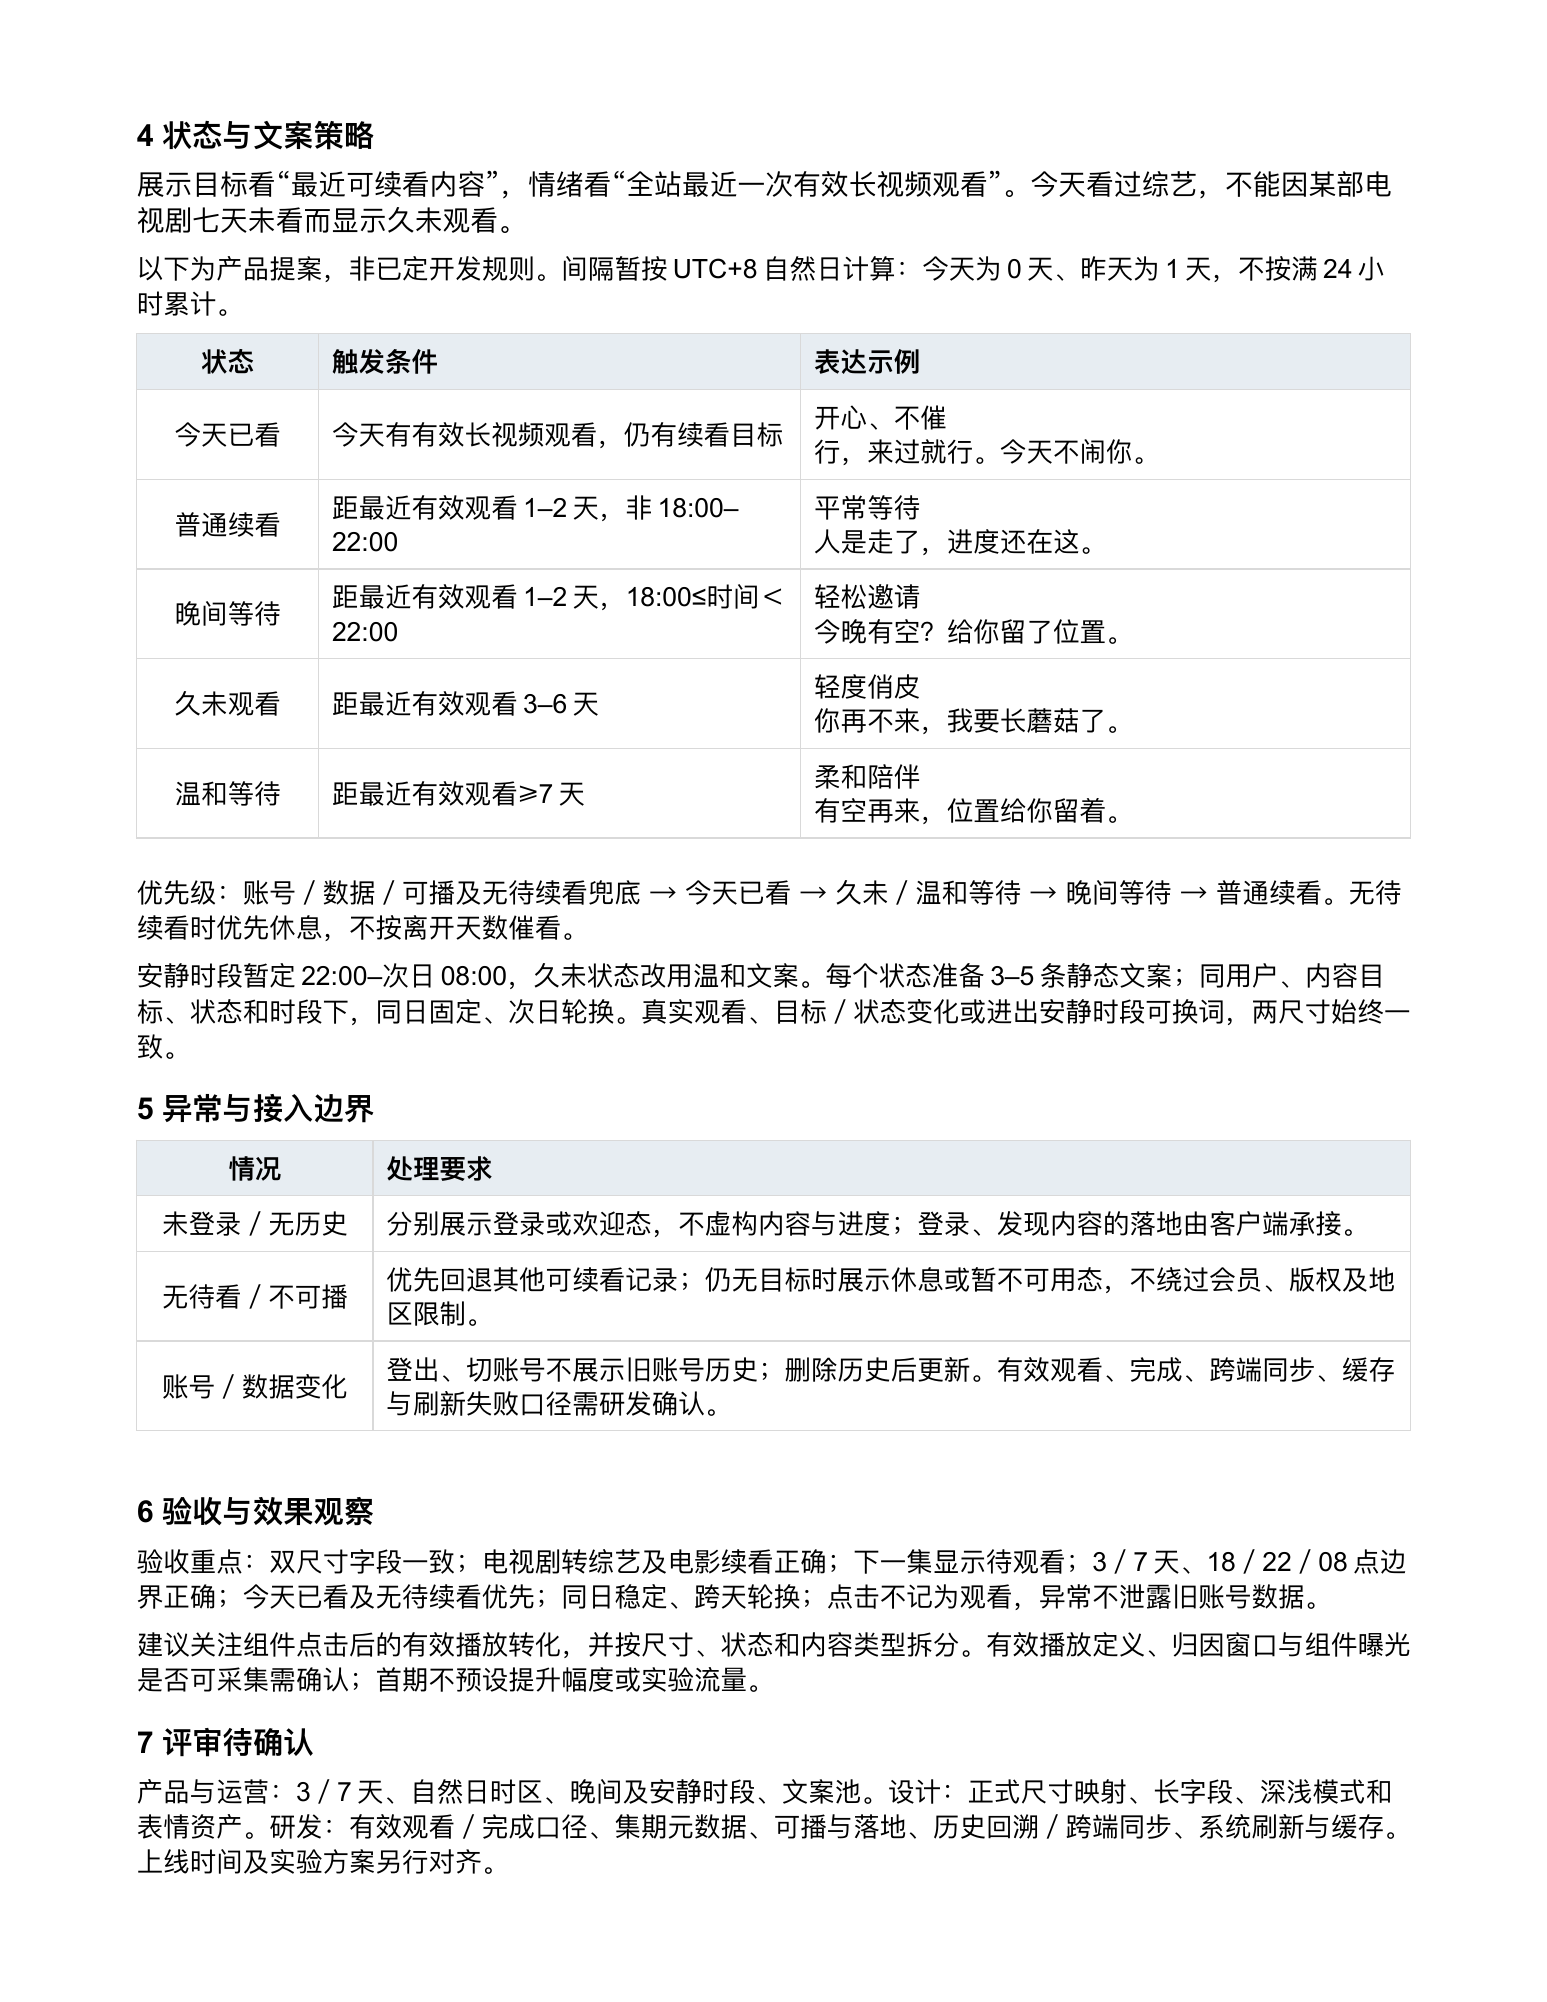 4 状态与文案策略
展示目标看“最近可续看内容”，情绪看“全站最近一次有效长视频观看”。今天看过综艺，不能因某部电
视剧七天未看而显示久未观看。
以下为产品提案，非已定开发规则。间隔暂按 UTC+8 自然日计算：今天为 0 天、昨天为 1 天，不按满 24 小
时累计。
状态
触发条件
表达示例
今天已看
今天有有效长视频观看，仍有续看目标
开心、不催
行，来过就行。今天不闹你。
普通续看
距最近有效观看 1–2 天，非 18:00–
22:00
平常等待
人是走了，进度还在这。
晚间等待
距最近有效观看 1–2 天，18:00≤时间＜
22:00
轻松邀请
今晚有空？给你留了位置。
久未观看
距最近有效观看 3–6 天
轻度俏皮
你再不来，我要长蘑菇了。
温和等待
距最近有效观看⩾7 天
柔和陪伴
有空再来，位置给你留着。
优先级：账号 / 数据 / 可播及无待续看兜底 → 今天已看 → 久未 / 温和等待 → 晚间等待 → 普通续看。无待
续看时优先休息，不按离开天数催看。
安静时段暂定 22:00–次日 08:00，久未状态改用温和文案。每个状态准备 3–5 条静态文案；同用户、内容目
标、状态和时段下，同日固定、次日轮换。真实观看、目标 / 状态变化或进出安静时段可换词，两尺寸始终一
致。
5 异常与接入边界
情况
处理要求
未登录 / 无历史
分别展示登录或欢迎态，不虚构内容与进度；登录、发现内容的落地由客户端承接。
无待看 / 不可播
优先回退其他可续看记录；仍无目标时展示休息或暂不可用态，不绕过会员、版权及地
区限制。
账号 / 数据变化
登出、切账号不展示旧账号历史；删除历史后更新。有效观看、完成、跨端同步、缓存
与刷新失败口径需研发确认。
6 验收与效果观察
验收重点：双尺寸字段一致；电视剧转综艺及电影续看正确；下一集显示待观看；3 / 7 天、18 / 22 / 08 点边
界正确；今天已看及无待续看优先；同日稳定、跨天轮换；点击不记为观看，异常不泄露旧账号数据。
建议关注组件点击后的有效播放转化，并按尺寸、状态和内容类型拆分。有效播放定义、归因窗口与组件曝光
是否可采集需确认；首期不预设提升幅度或实验流量。
7 评审待确认
产品与运营：3 / 7 天、自然日时区、晚间及安静时段、文案池。设计：正式尺寸映射、长字段、深浅模式和
表情资产。研发：有效观看 / 完成口径、集期元数据、可播与落地、历史回溯 / 跨端同步、系统刷新与缓存。
上线时间及实验方案另行对齐。